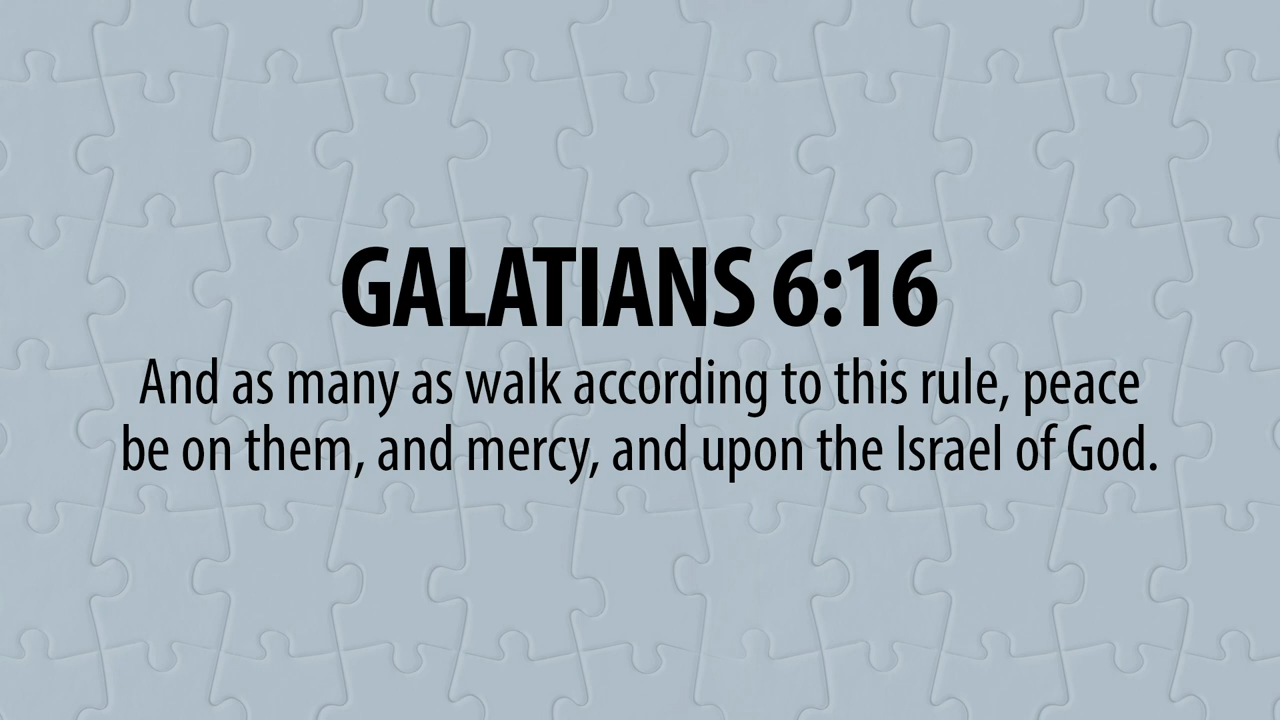 GALATIANS 6:16
And as many as walk according to this rule, peace
be on them, and mercy, and upon the Israel of God.